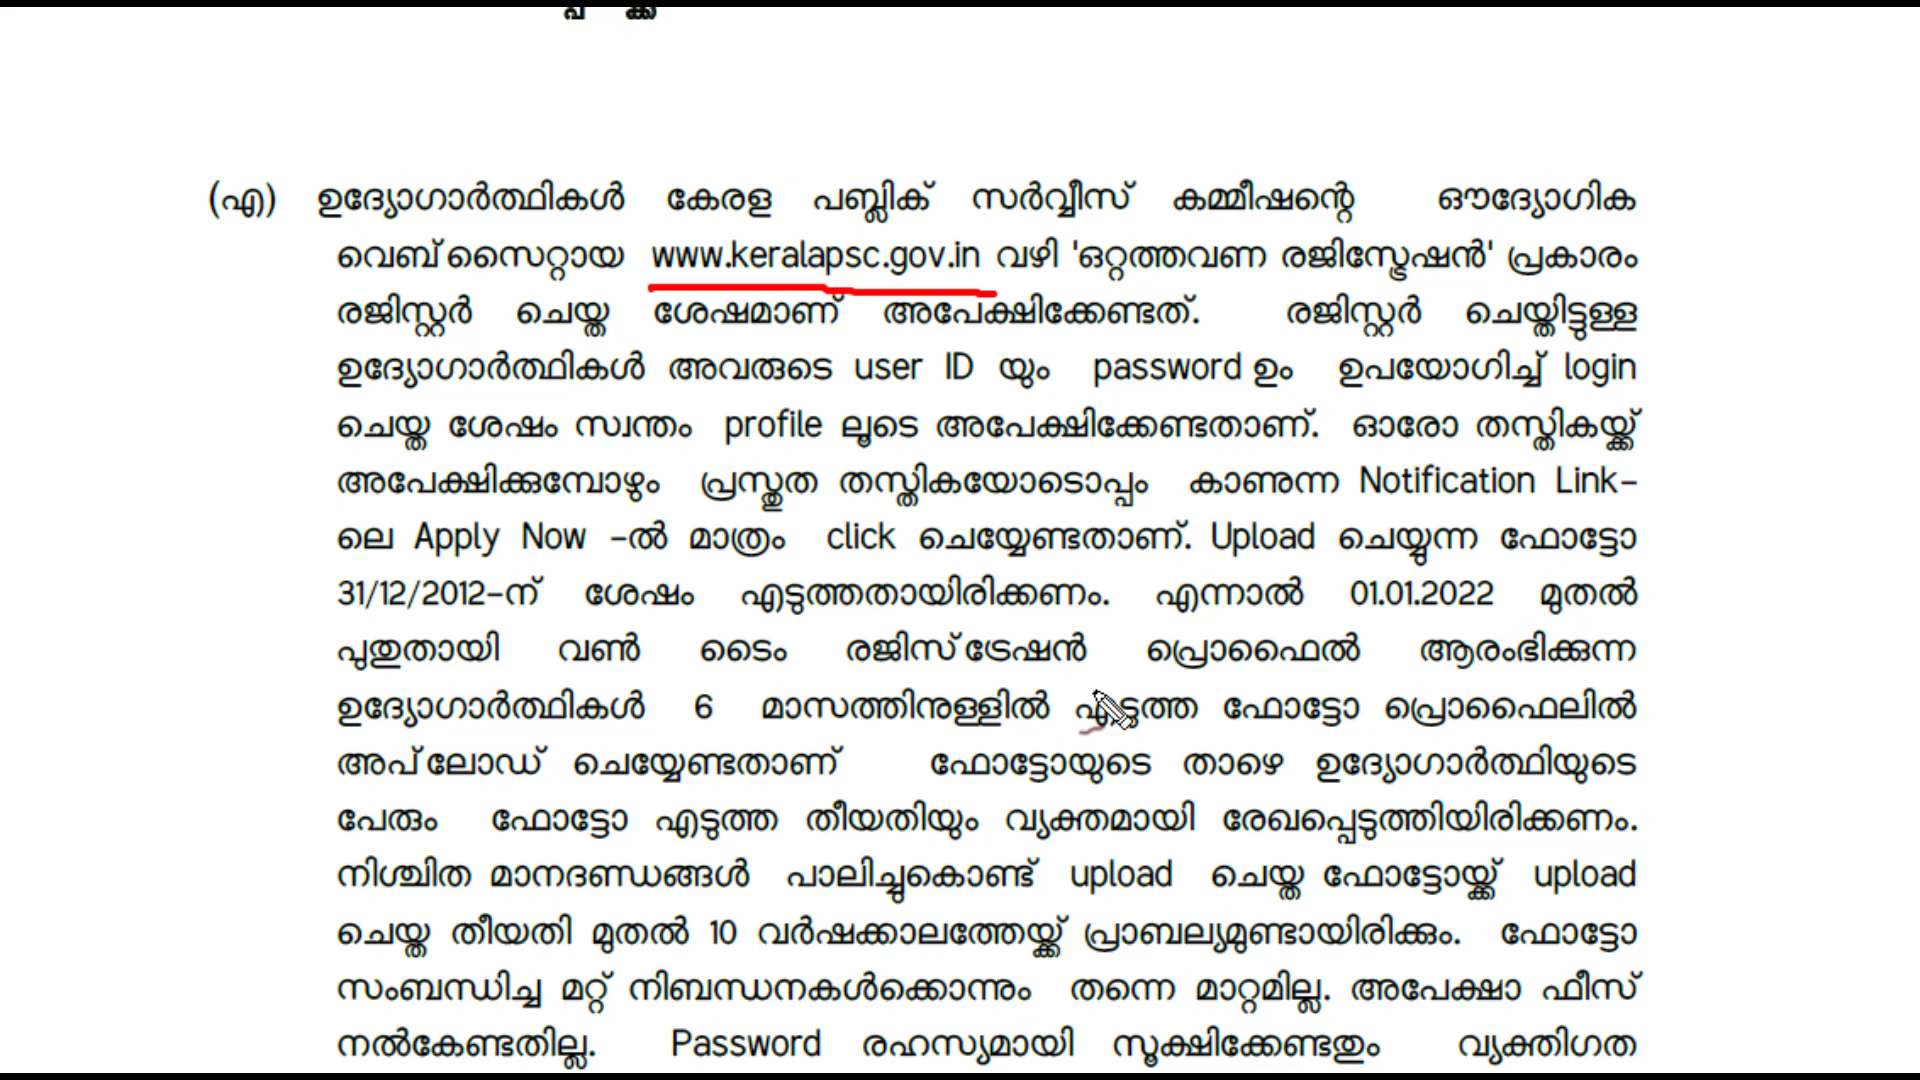 (എ) ഉദ്യോഗാർത്ഥികൾ കേരള പബ്ലിക് സർവ്വീസ് കമ്മീഷന്റെ ഔദ്യോഗിക
വെബ്സൈറ്റായ www.keralapsc.gov.in വഴി 'ഒറ്റത്തവണ രജിസ്ട്രേഷൻ' പ്രകാരം
രജിസ്റ്റർ ചെയ്ത ശേഷമാണ് അപേക്ഷിക്കേണ്ടത്. രജിസ്റ്റർ ചെയ്തിട്ടുള്ള
ഉദ്യോഗാർത്ഥികൾ അവരുടെ user ID യും password ഉം ഉപയോഗിച്ച് login
ചെയ്ത ശേഷം സ്വന്തം profile ലൂടെ അപേക്ഷിക്കേണ്ടതാണ്. ഓരോ തസ്തികയ്ക്ക്
അപേക്ഷിക്കുമ്പോഴും പ്രസ്തുത തസ്തികയോടൊപ്പം കാണുന്ന Notification Link-
ലെ Apply Now -ൽ മാത്രം click ചെയ്യേണ്ടതാണ്. Upload ചെയ്യുന്ന ഫോട്ടോ
31/12/2012-ന് ശേഷം എടുത്തതായിരിക്കണം. എന്നാൽ 01.01.2022 മുതൽ
പുതുതായി വൺ ടൈം രജിസ്ട്രേഷൻ പ്രൊഫൈൽ ആരംഭിക്കുന്ന
ഉദ്യോഗാർത്ഥികൾ 6 മാസത്തിനുള്ളിൽ എടുത്ത ഫോട്ടോ പ്രൊഫൈലിൽ
അപ്ലോഡ് ചെയ്യേണ്ടതാണ് ഫോട്ടോയുടെ താഴെ ഉദ്യോഗാർത്ഥിയുടെ
പേരും ഫോട്ടോ എടുത്ത തീയതിയും വ്യക്തമായി രേഖപ്പെടുത്തിയിരിക്കണം.
നിശ്ചിത മാനദണ്ഡങ്ങൾ പാലിച്ചുകൊണ്ട് upload ചെയ്ത ഫോട്ടോയ്ക്ക് upload
ചെയ്ത തീയതി മുതൽ 10 വർഷക്കാലത്തേയ്ക്ക് പ്രാബല്യമുണ്ടായിരിക്കും. ഫോട്ടോ
സംബന്ധിച്ച മറ്റ് നിബന്ധനകൾക്കൊന്നും തന്നെ മാറ്റമില്ല. അപേക്ഷാ ഫീസ്
നൽകേണ്ടതില്ല. Password രഹസ്യമായി സൂക്ഷിക്കേണ്ടതും വ്യക്തിഗത